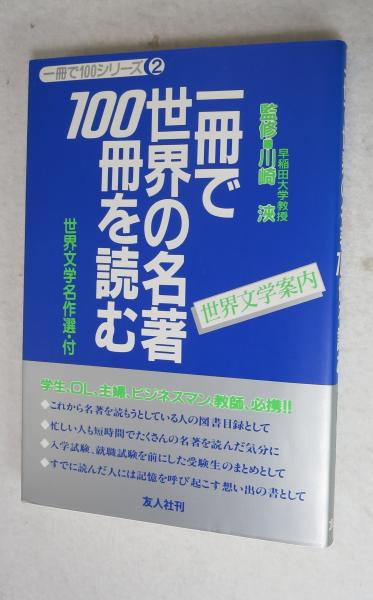 一冊で100シリーズ②
一冊で
世界の名著
100冊を読む
監修■川崎 浹
早稲田大学教授
世界文学名作選・付
世界文学案内
学生、OL、主婦、ビジネスマン、教師、必携!!
◆これから名著を読もうとしている人の図書目録として
◆忙しい人も短時間でたくさんの名著を読んだ気分に
◆入学試験、就職試験を前にした受験生のまとめとして
◆すでに読んだ人には記憶を呼び起こす想い出の書として
友人社刊